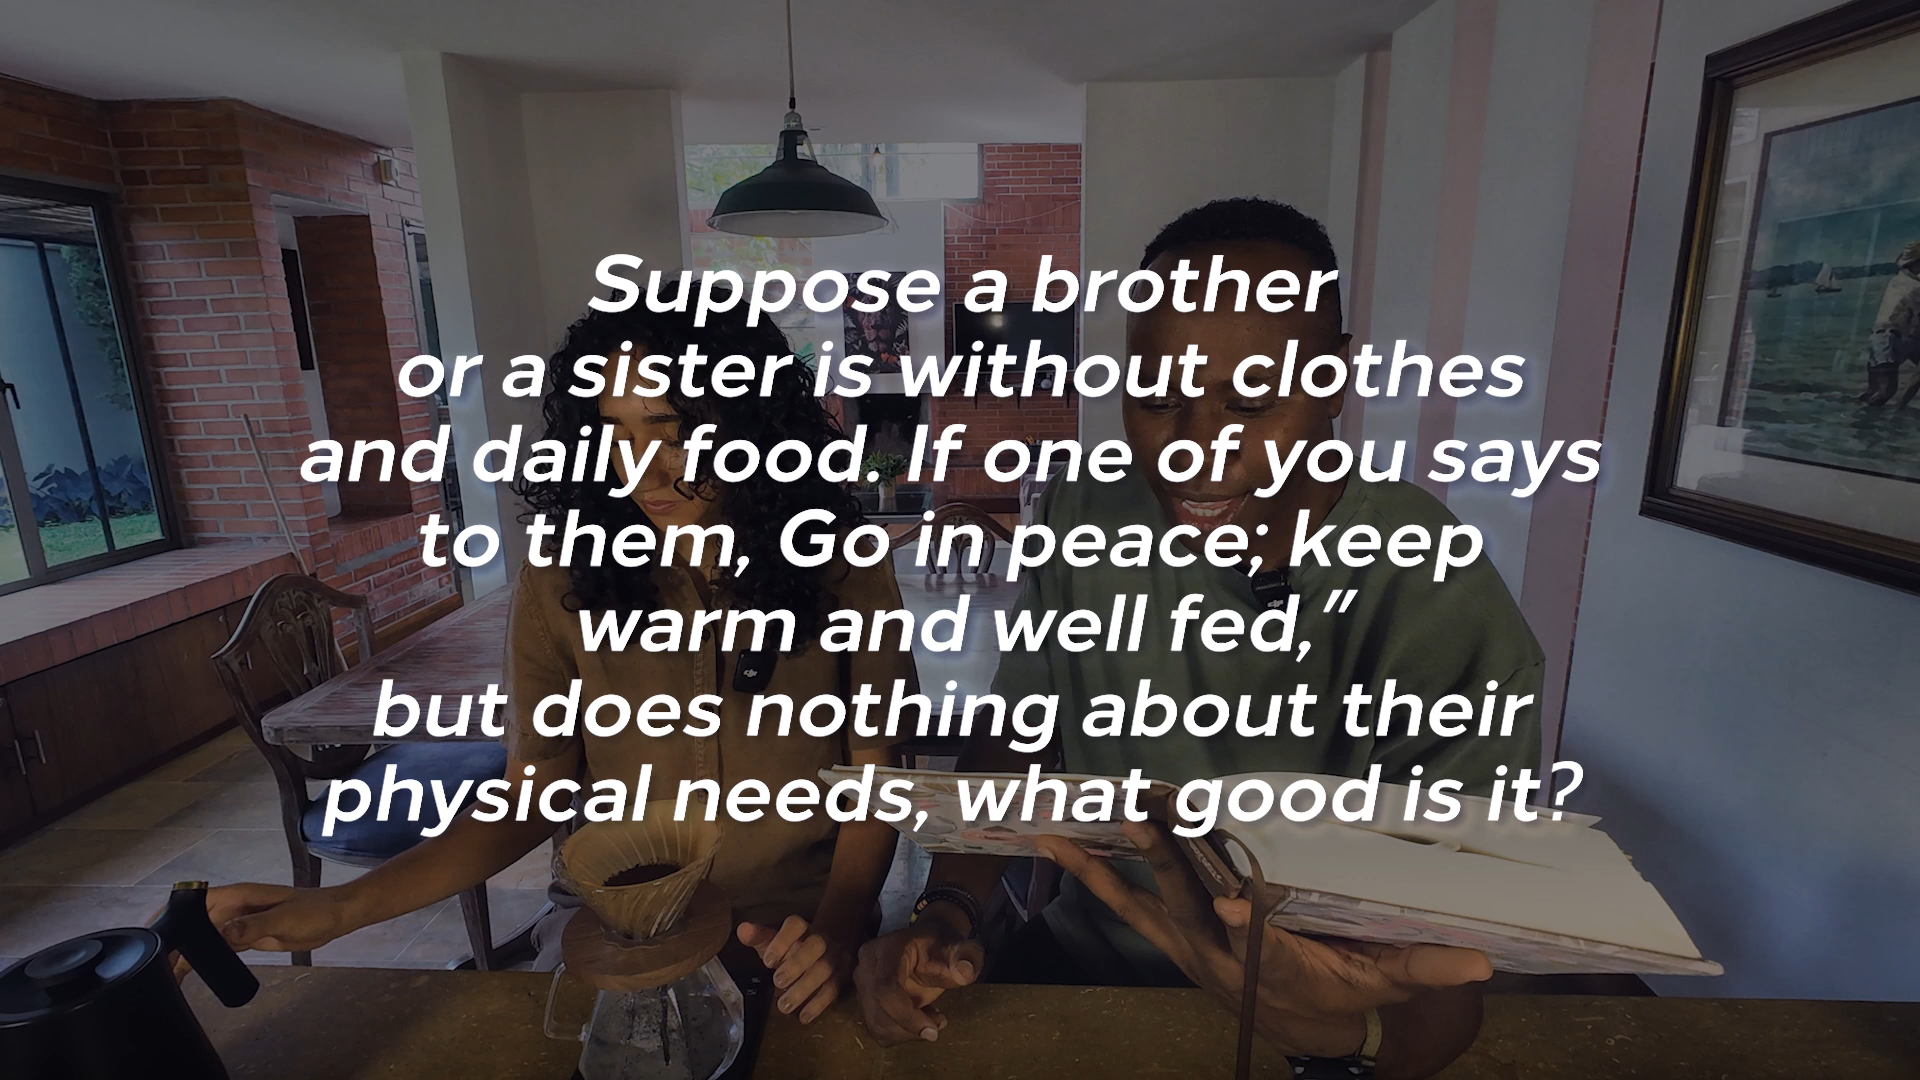 Suppose a brother
or a sister is without clothes
and daily food. If one of you says
to them, Go in peace; keep
warm and well fed,"
but does nothing about their
physical needs, what good is it?
dji